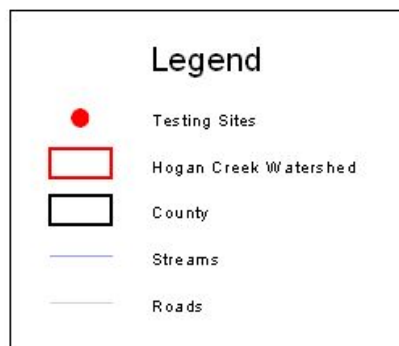 Legend
Testing Sites
Hogan Creek Watershed
County
Streams
Roads